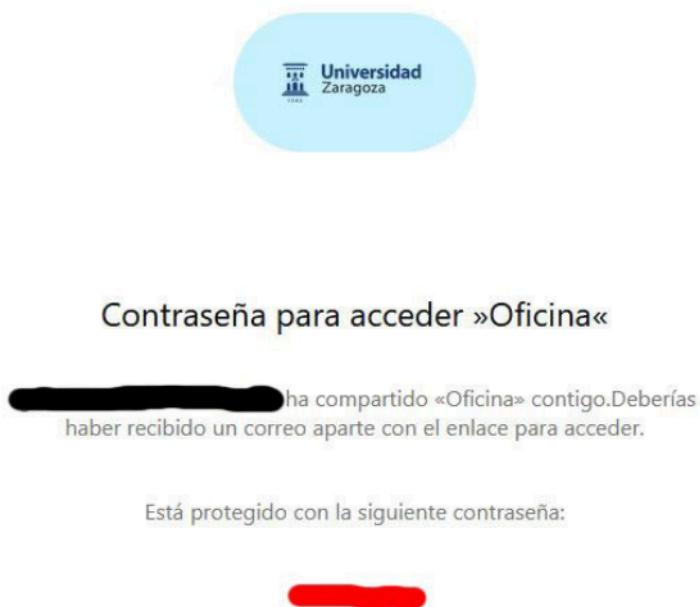 Universidad
Zaragoza
1542
Contraseña para acceder »Oficina«
ha compartido «Oficina» contigo.Deberías
haber recibido un correo aparte con el enlace para acceder.
Está protegido con la siguiente contraseña: